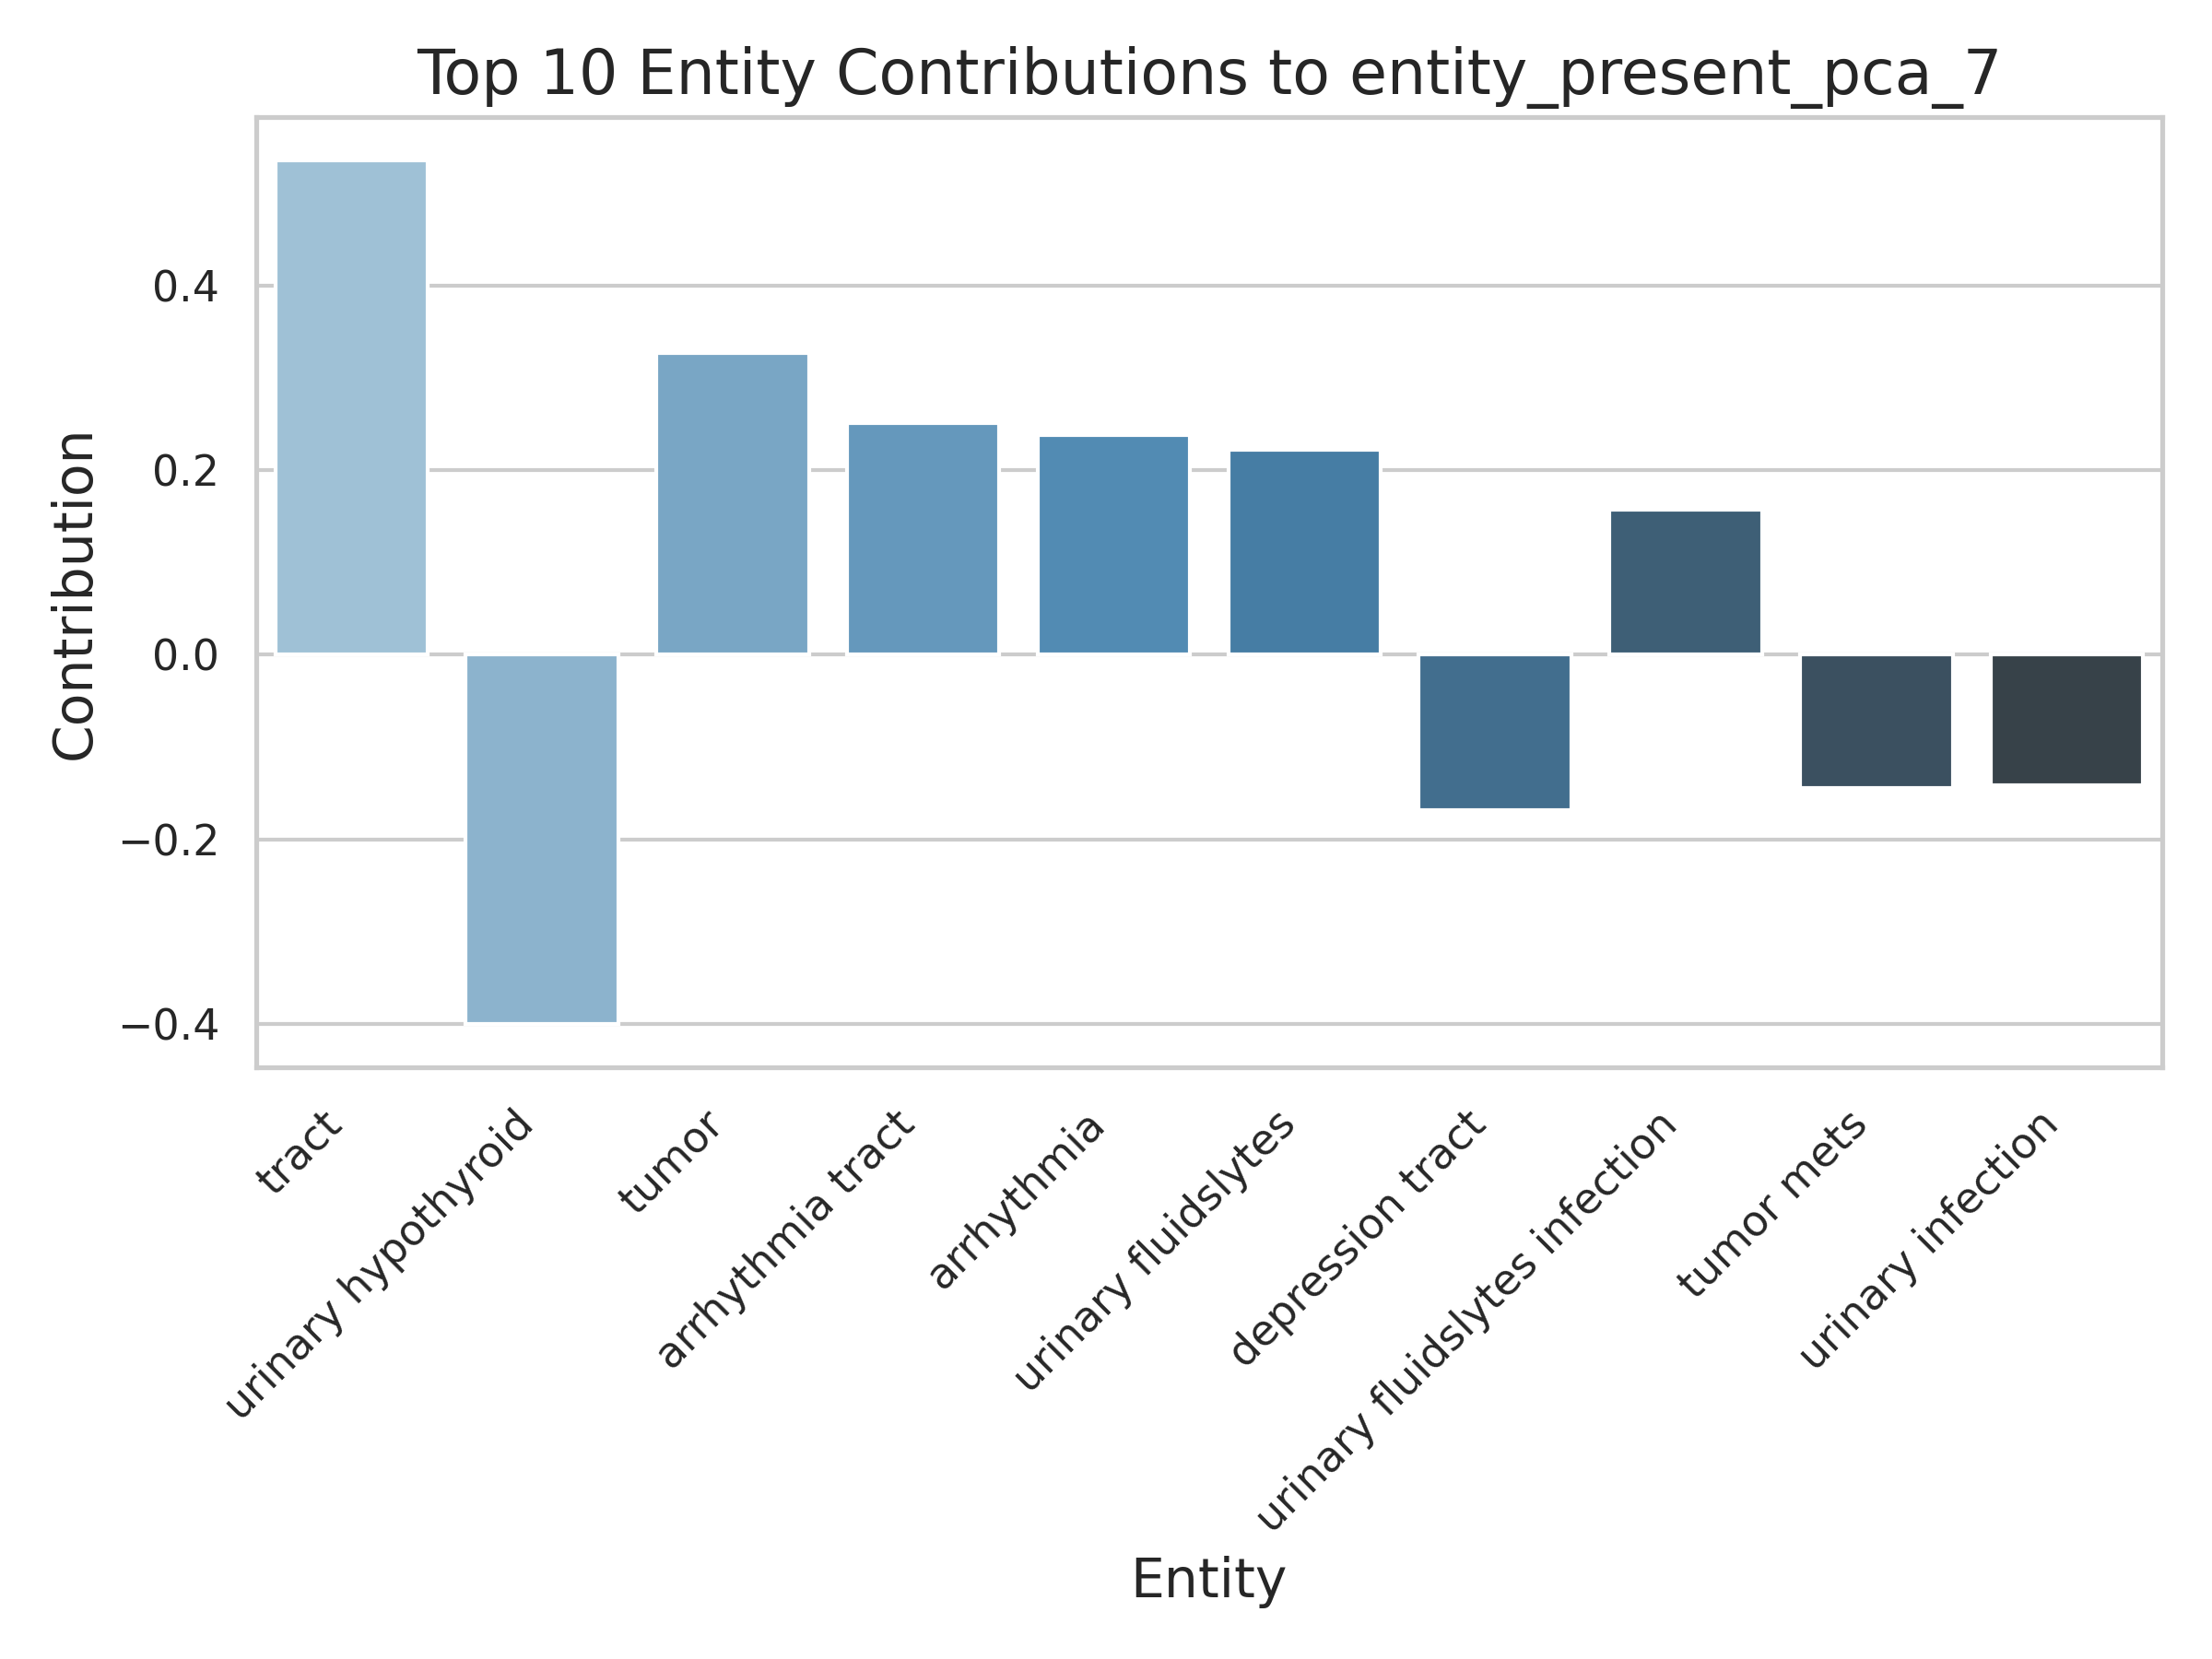 Top 10 Entity Contributions to entity_present_pca_7
Contribution
0.4
0.2
0.0
−0.2
−0.4
tract
urinary hypothyroid
tumor
arrhythmia tract
arrhythmia
urinary fluidslytes
depression tract
urinary fluidslytes infection
tumor mets
urinary infection
Entity